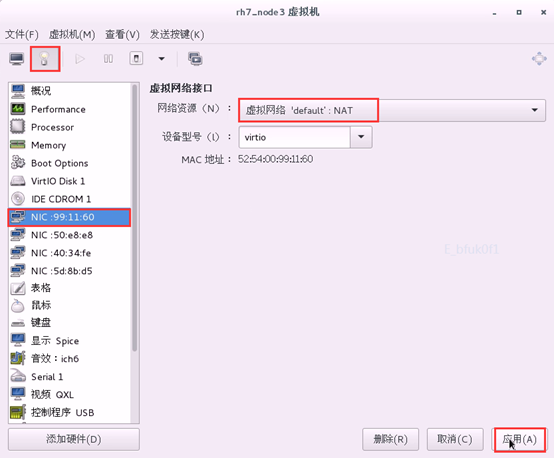 rh7_node3 虚拟机
文件(F) 虚拟机(M) 查看(V) 发送按键(K)
概况
Performance
Processor
Memory
Boot Options
VirtIO Disk 1
IDE CDROM 1
NIC :99:11:60
NIC :50:e8:e8
NIC :40:34:fe
NIC :5d:8b:d5
表格
鼠标
键盘
显示 Spice
音效：ich6
Serial 1
视频 QXL
控制程序 USB
添加硬件(D)
虚拟网络接口
网络资源（N）： 虚拟网络 'default' : NAT
设备型号（l）： virtio
MAC 地址： 52:54:00:99:11:60
删除(R) 取消(C) 应用(A)